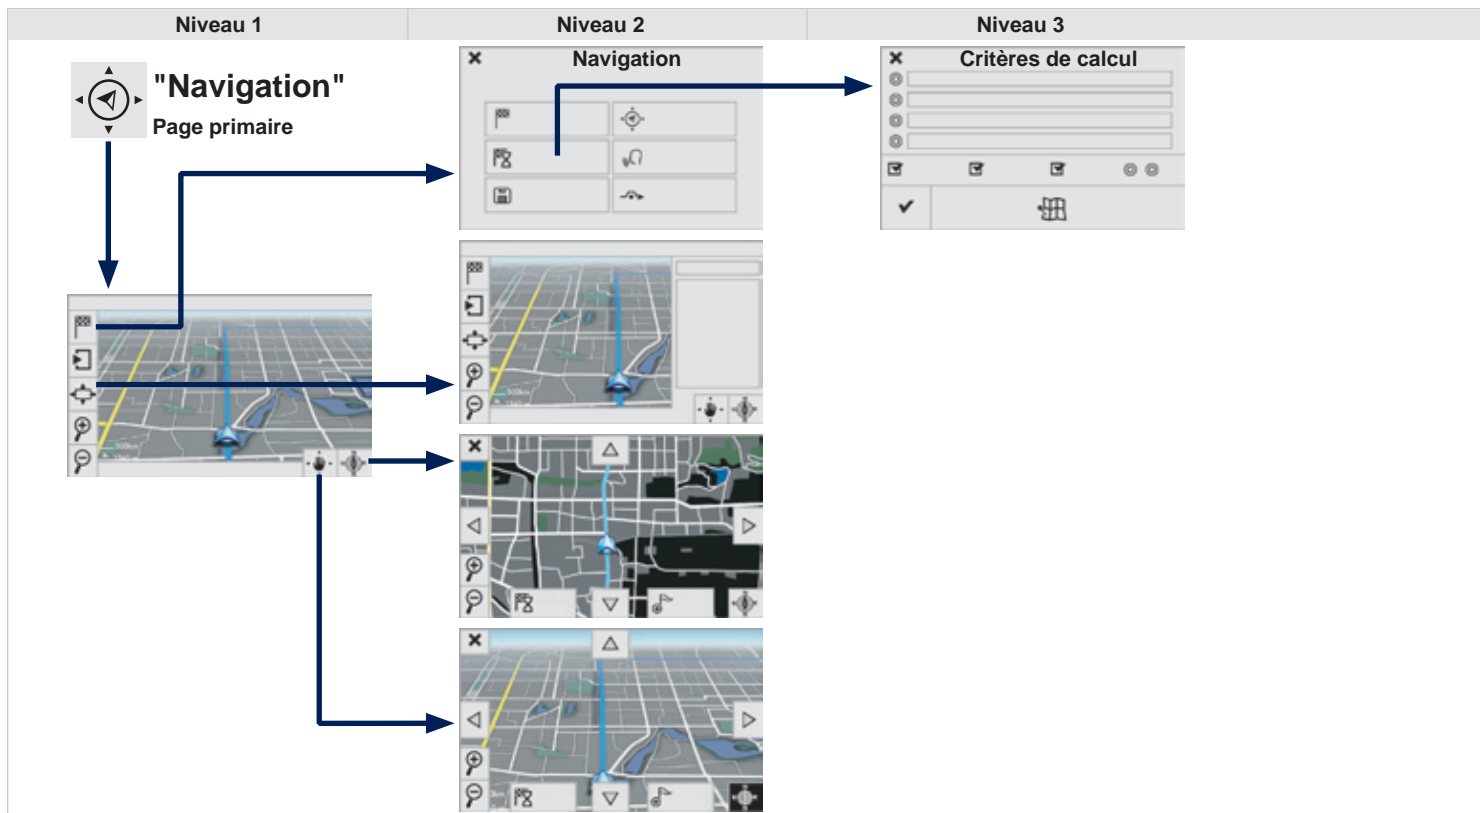 Niveau 1
Niveau 2
Niveau 3
"Navigation"
Page primaire
Navigation
Critères de calcul